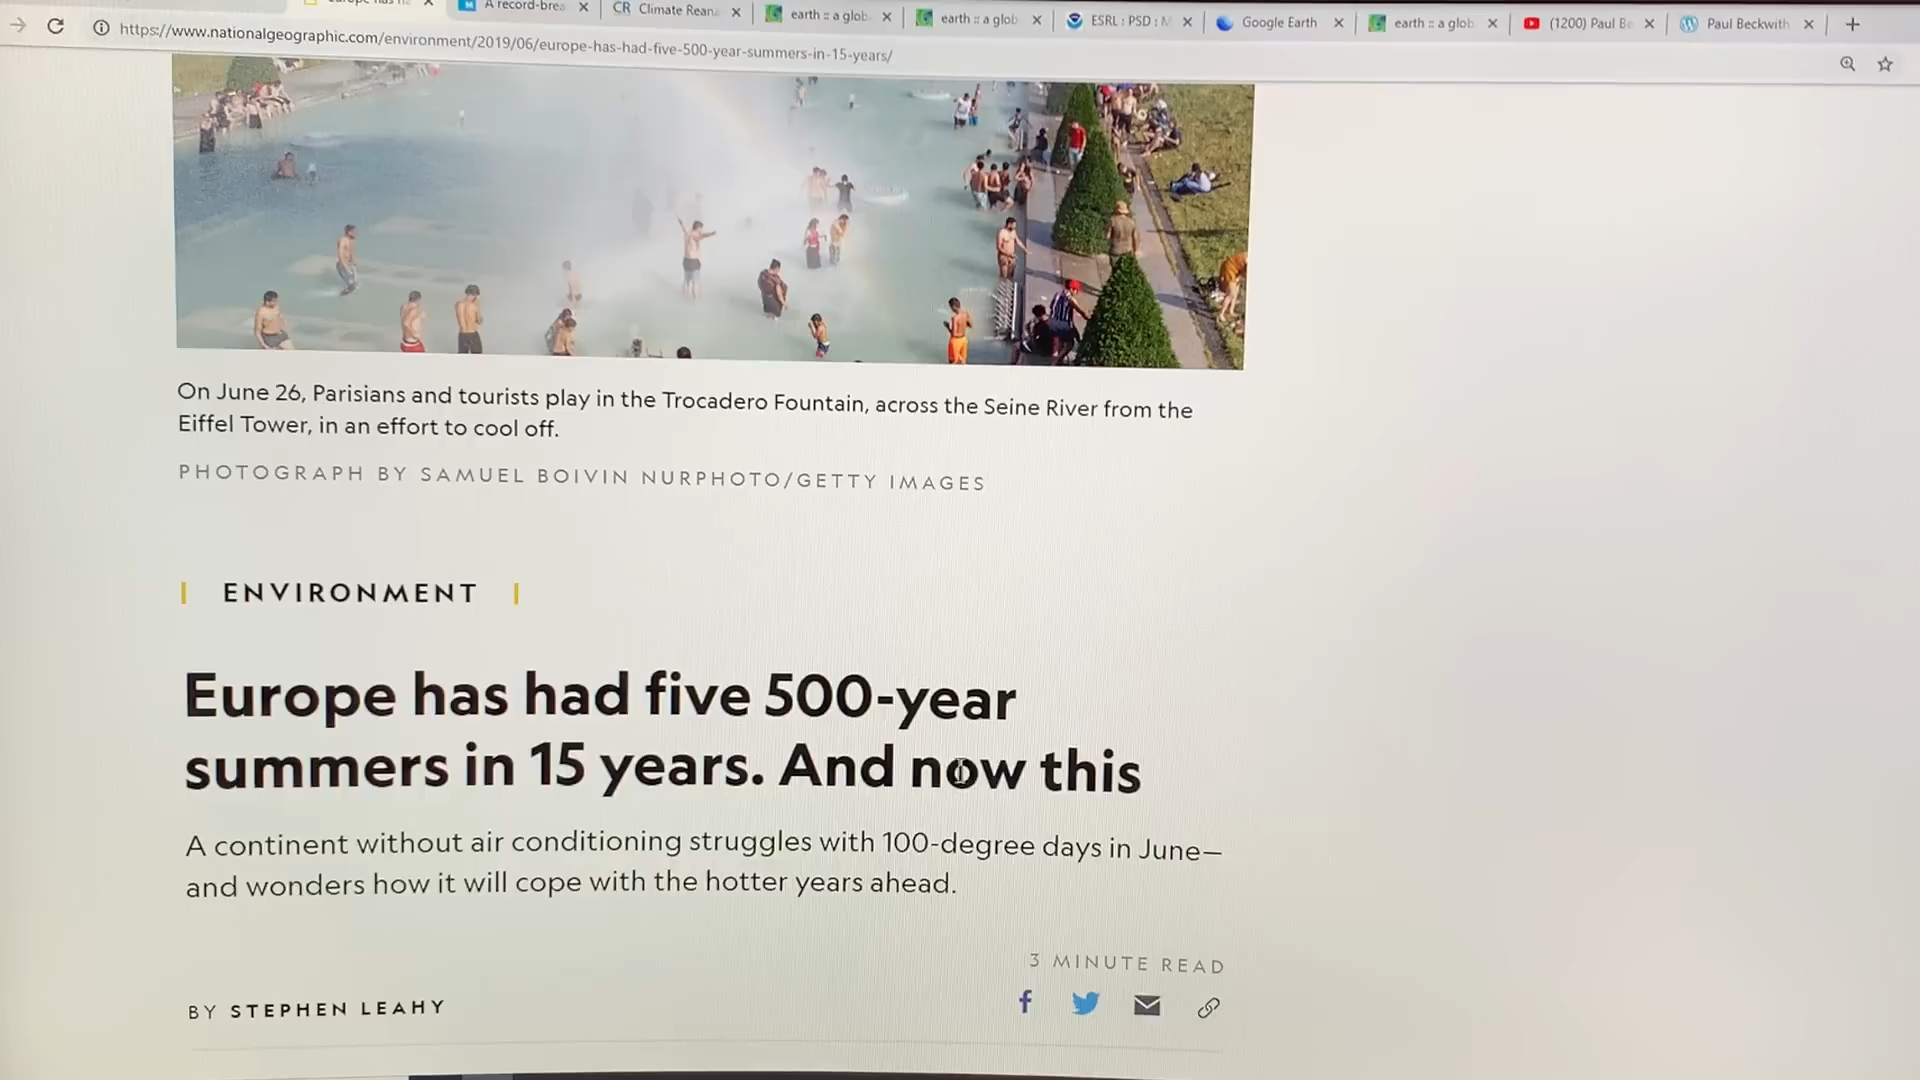 A record-brea
CR Climate Reana
earth :: a glob
earth :: a glob
ESRL : PSD : M
Google Earth
earth :: a glob
(1200) Paul Be
Paul Beckwith
https://www.nationalgeographic.com/environment/2019/06/europe-has-had-five-500-year-summers-in-15-years/
On June 26, Parisians and tourists play in the Trocadero Fountain, across the Seine River from the
Eiffel Tower, in an effort to cool off.
PHOTOGRAPH BY SAMUEL BOIVIN NURPHOTO/GETTY IMAGES
ENVIRONMENT
Europe has had five 500-year
summers in 15 years. And now this
A continent without air conditioning struggles with 100-degree days in June—
and wonders how it will cope with the hotter years ahead.
3 MINUTE READ
BY STEPHEN LEAHY